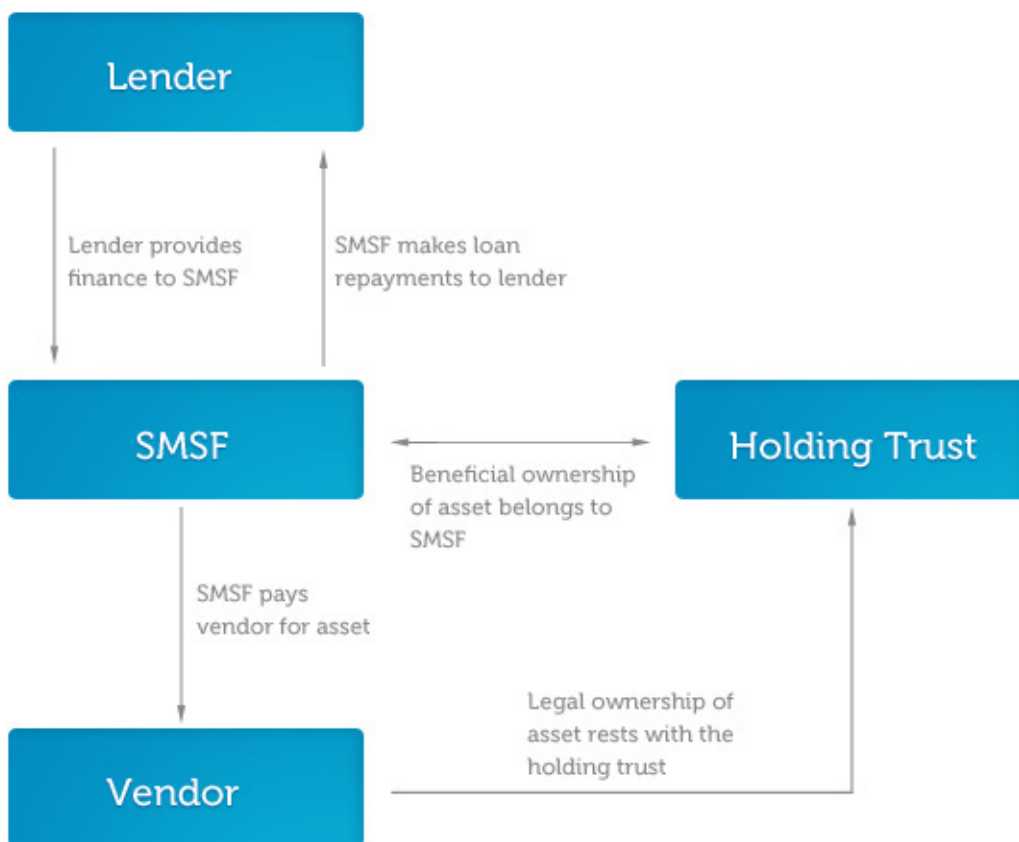 Lender
Lender provides
finance to SMSF
SMSF makes loan
repayments to lender
SMSF
Holding Trust
Beneficial ownership
of asset belongs to
SMSF
SMSF pays
vendor for asset
Legal ownership of
asset rests with the
holding trust
Vendor